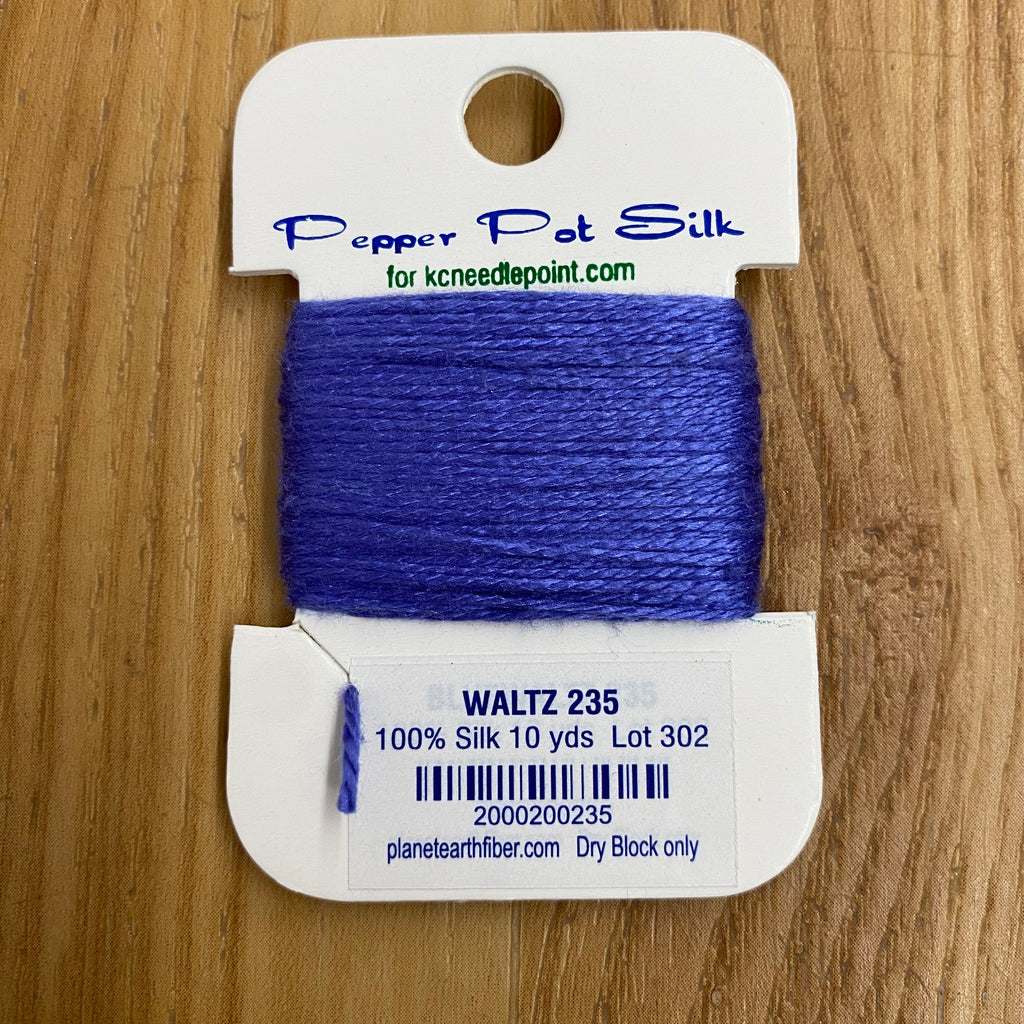 Pepper Pot Silk
for kcneedlepoint.com
WALTZ 235
100% Silk 10 yds Lot 302
2000200235
planetearthfiber.com Dry Block only